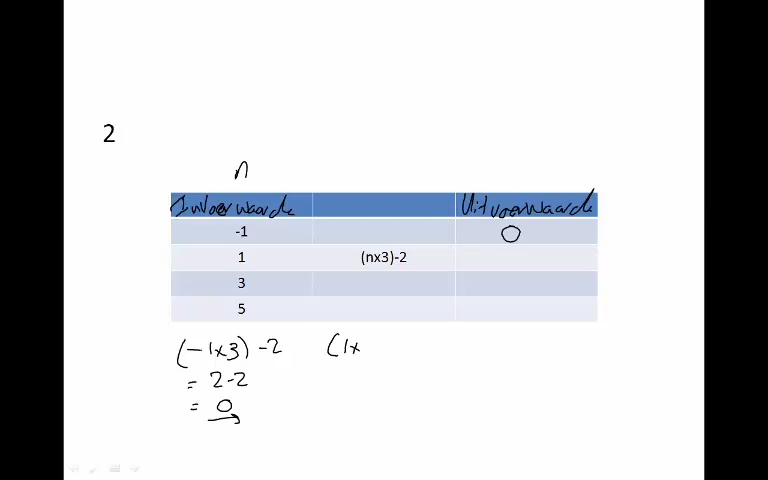 2
n
Invoerwaarde Uitvoerwaarde
-1 0
1 (nx3)-2
3
5
(-1x3) -2 (1x
= 2-2
= 0